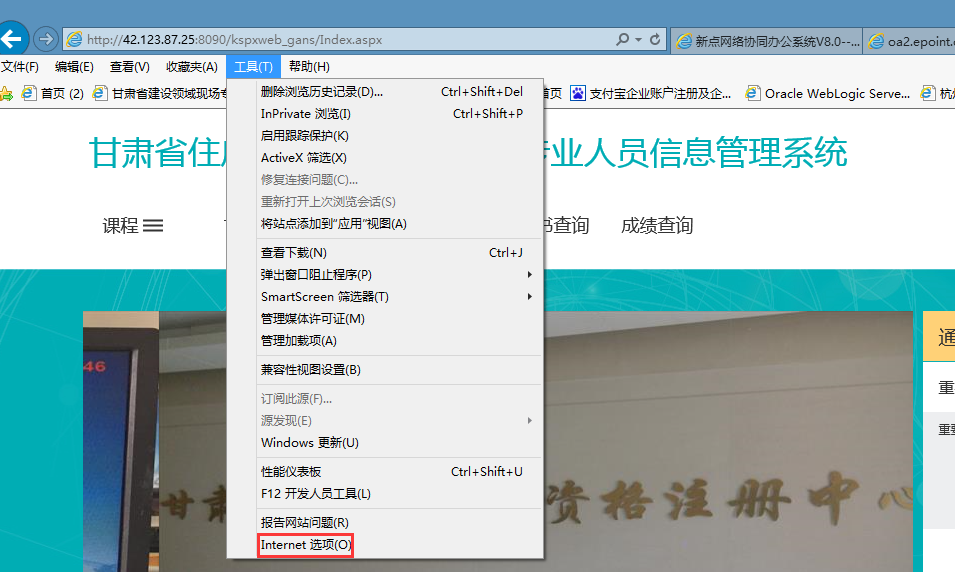 http://42.123.87.25:8090/kspxweb_gans/Index.aspx
新点网络协同办公系统V8.0--...
oa2.epoint.
文件(F) 编辑(E) 查看(V) 收藏夹(A) 工具(T) 帮助(H)
首页 (2)
甘肃省建设领域现场
首页
支付宝企业账户注册及企...
Oracle WebLogic Serve...
杭
删除浏览历史记录(D)... Ctrl+Shift+Del
InPrivate 浏览(I) Ctrl+Shift+P
启用跟踪保护(K)
ActiveX 筛选(X)
修复连接问题(C)...
重新打开上次浏览会话(S)
将站点添加到“应用”视图(A)
查看下载(N) Ctrl+J
弹出窗口阻止程序(P)
SmartScreen 筛选器(T)
管理媒体许可证(M)
管理加载项(A)
兼容性视图设置(B)
订阅此源(F)...
源发现(E)
Windows 更新(U)
性能仪表板 Ctrl+Shift+U
F12 开发人员工具(L)
报告网站问题(R)
Internet 选项(O)
甘肃省住
业人员信息管理系统
课程
书查询
成绩查询
通
重
重要
46
甘肃
资格注册中心